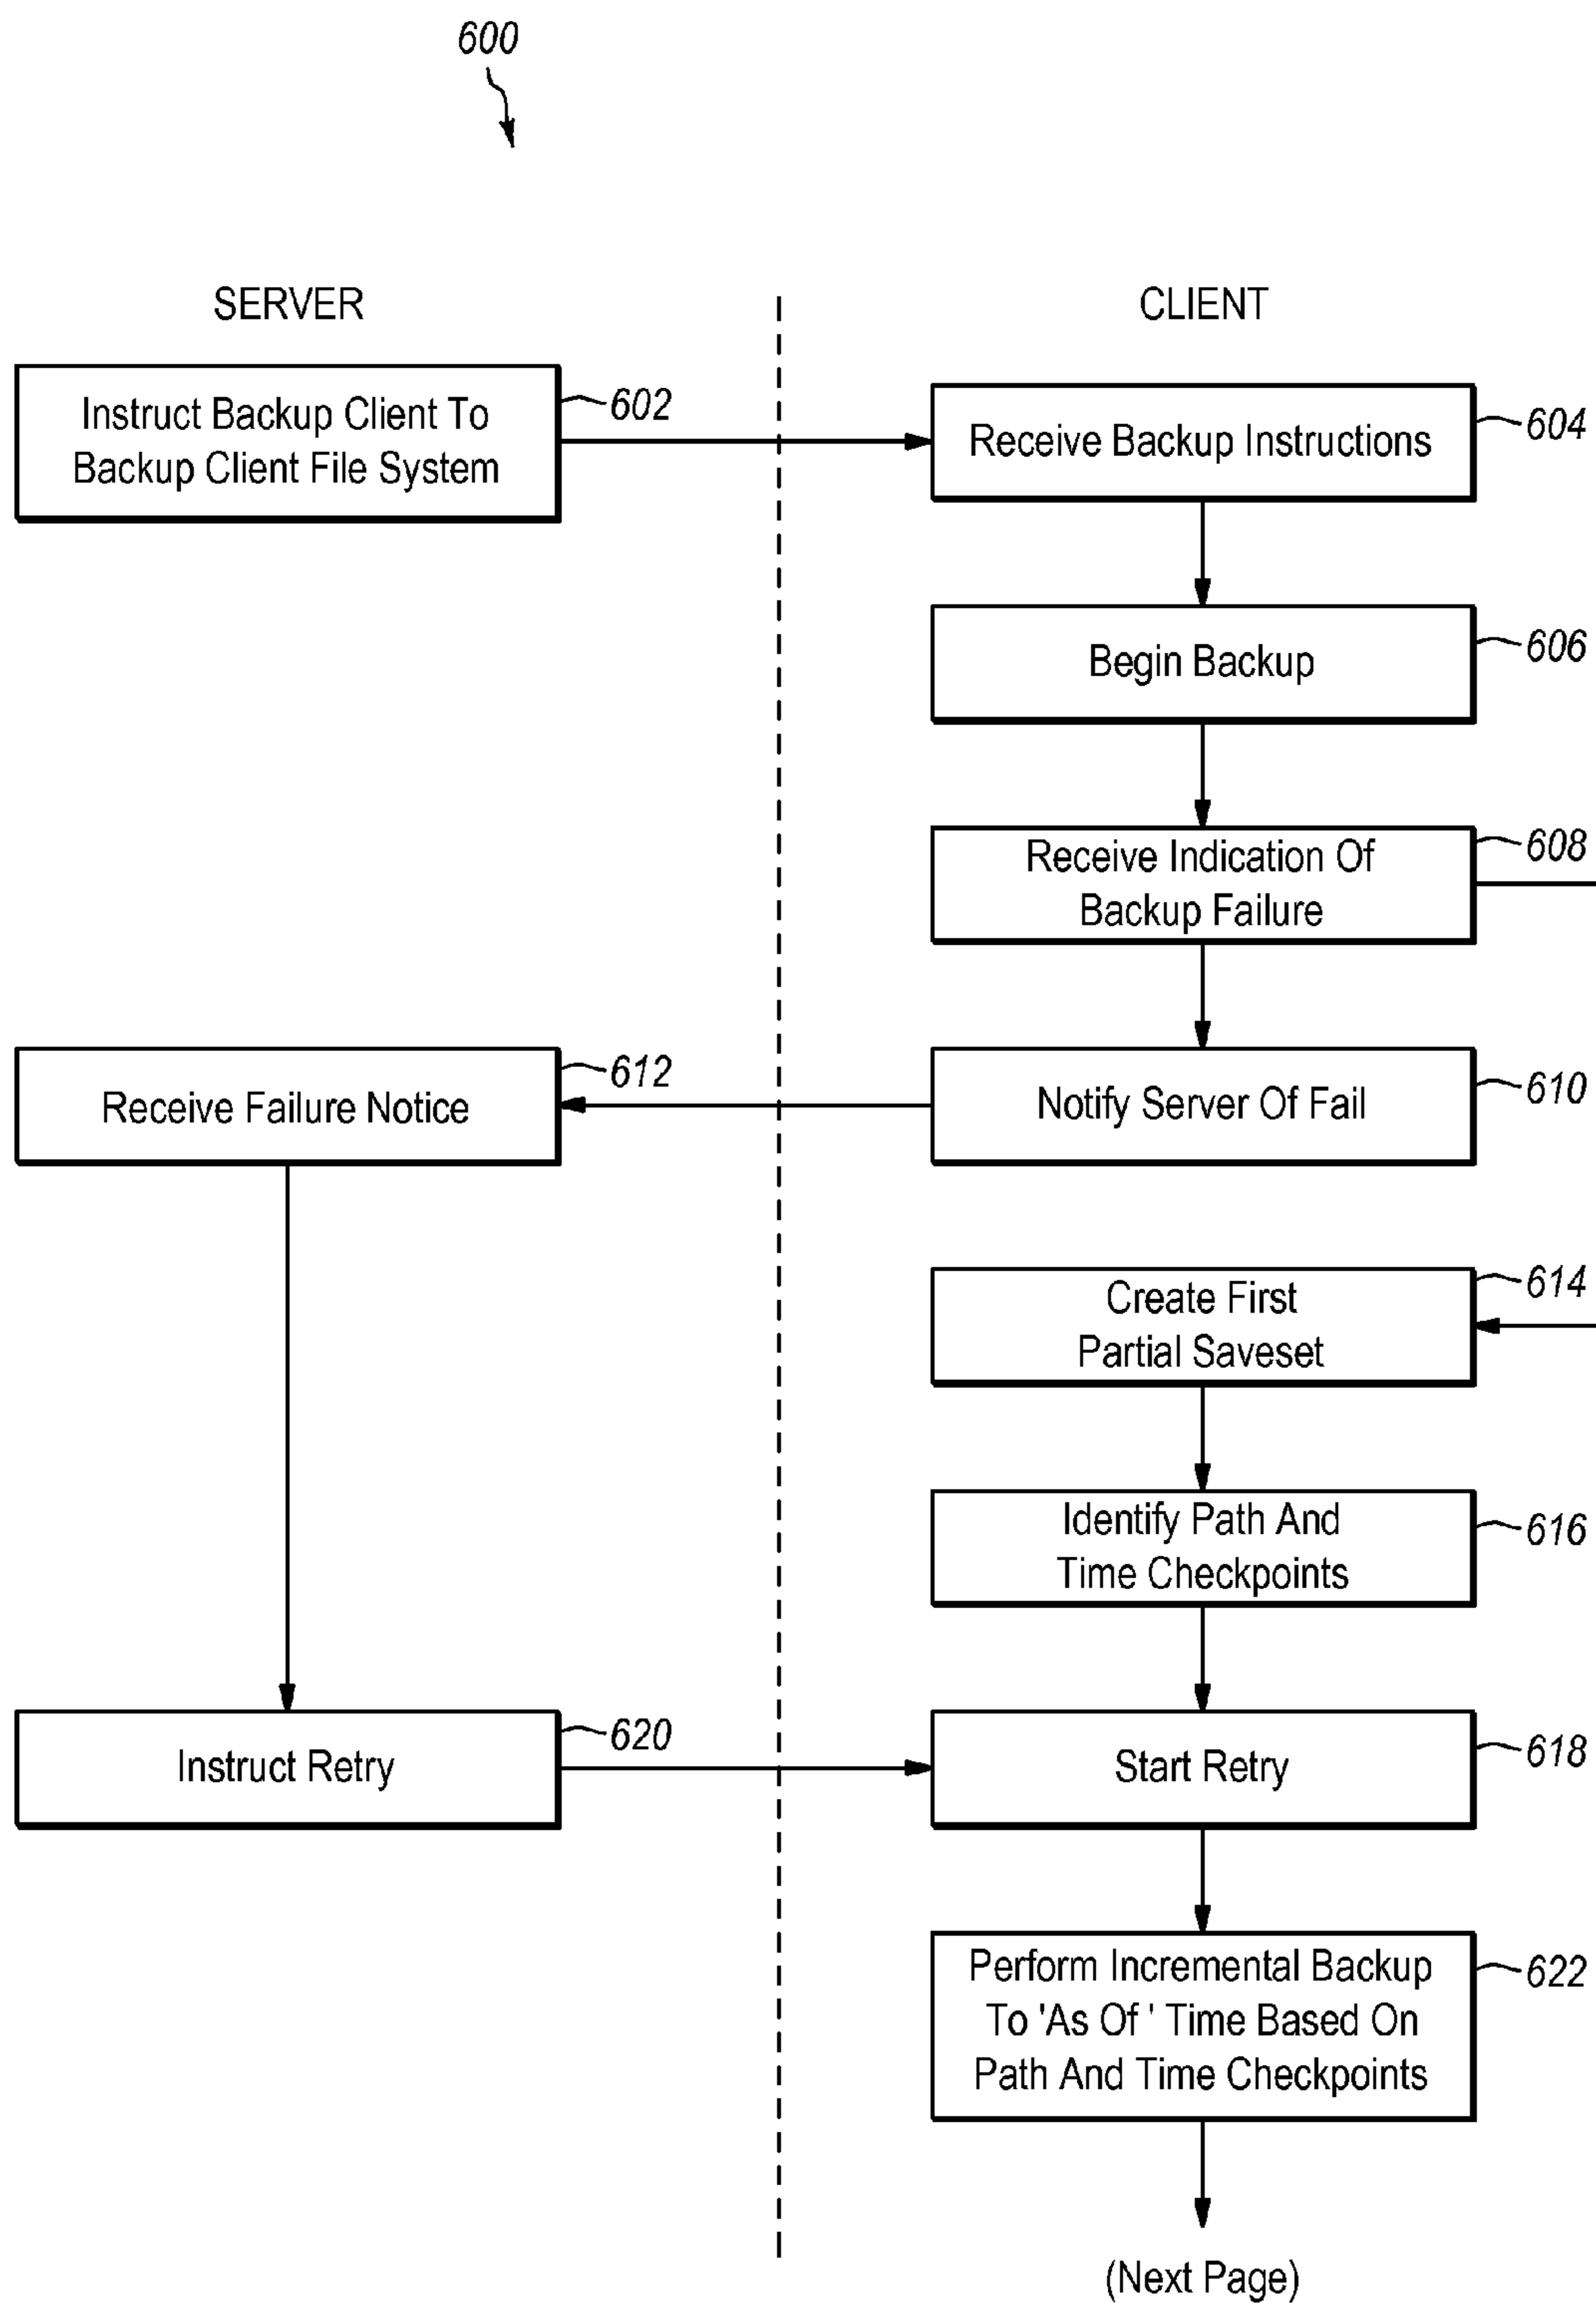 600
SERVER
CLIENT
Instruct Backup Client To
Backup Client File System
602
Receive Backup Instructions
604
Begin Backup
606
Receive Indication Of
Backup Failure
608
Receive Failure Notice
612
Notify Server Of Fail
610
Create First
Partial Saveset
614
Identify Path And
Time Checkpoints
616
Instruct Retry
620
Start Retry
618
Perform Incremental Backup
To 'As Of ' Time Based On
Path And Time Checkpoints
622
(Next Page)